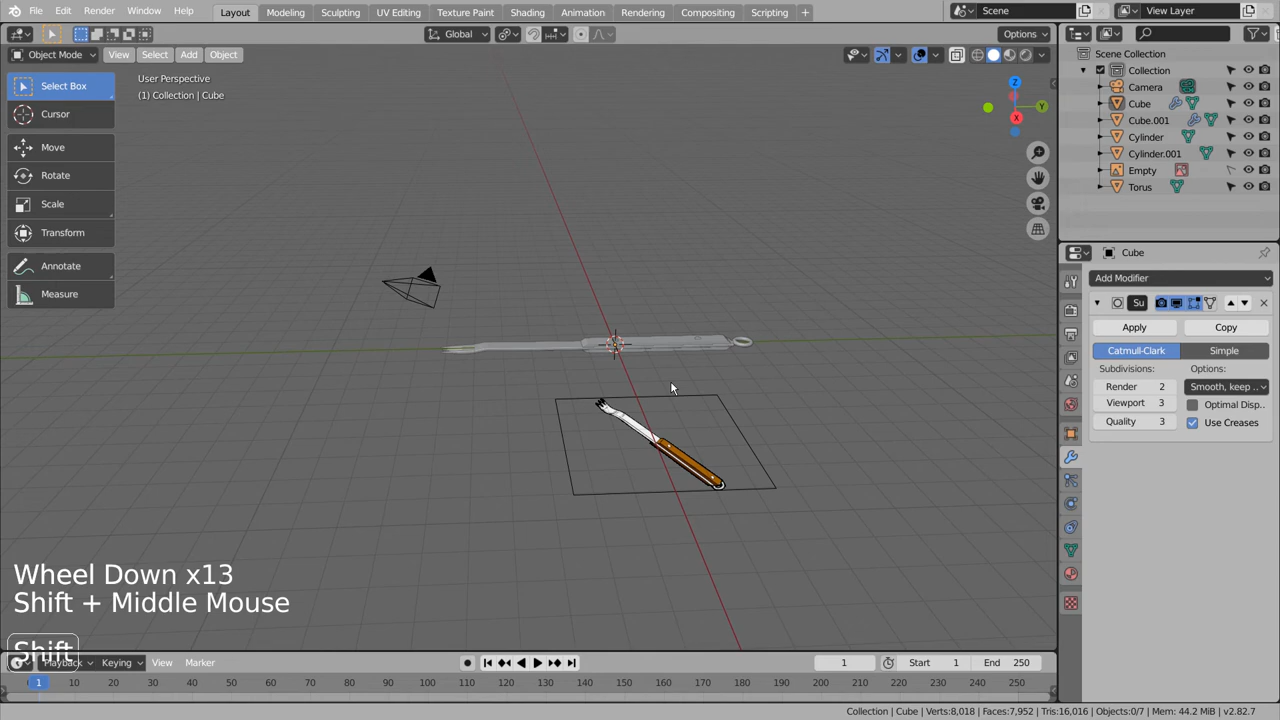 File Edit Render Window Help Layout Modeling Sculpting UV Editing Texture Paint Shading Animation Rendering Compositing Scripting + Scene View Layer
Global Options
Object Mode View Select Add Object
Select Box
Cursor
Move
Rotate
Scale
Transform
Annotate
Measure
User Perspective
(1) Collection | Cube
Z
Y
X
Scene Collection
Collection
Camera
Cube
Cube.001
Cylinder
Cylinder.001
Empty
Torus
Cube
Add Modifier
Su
Apply Copy
Catmull-Clark Simple
Subdivisions: Options:
Render 2 Smooth, keep ..
Viewport 3 Optimal Disp..
Quality 3 Use Creases
Wheel Down x13
Shift + Middle Mouse
Shift
Playback Keying View Marker 1 Start 1 End 250
1 10 20 30 40 50 60 70 80 90 100 110 120 130 140 150 160 170 180 190 200 210 220 230 240 250
Collection | Cube | Verts:8,018 | Faces:7,952 | Tris:16,016 | Objects:0/7 | Mem: 44.2 MiB | v2.82.7